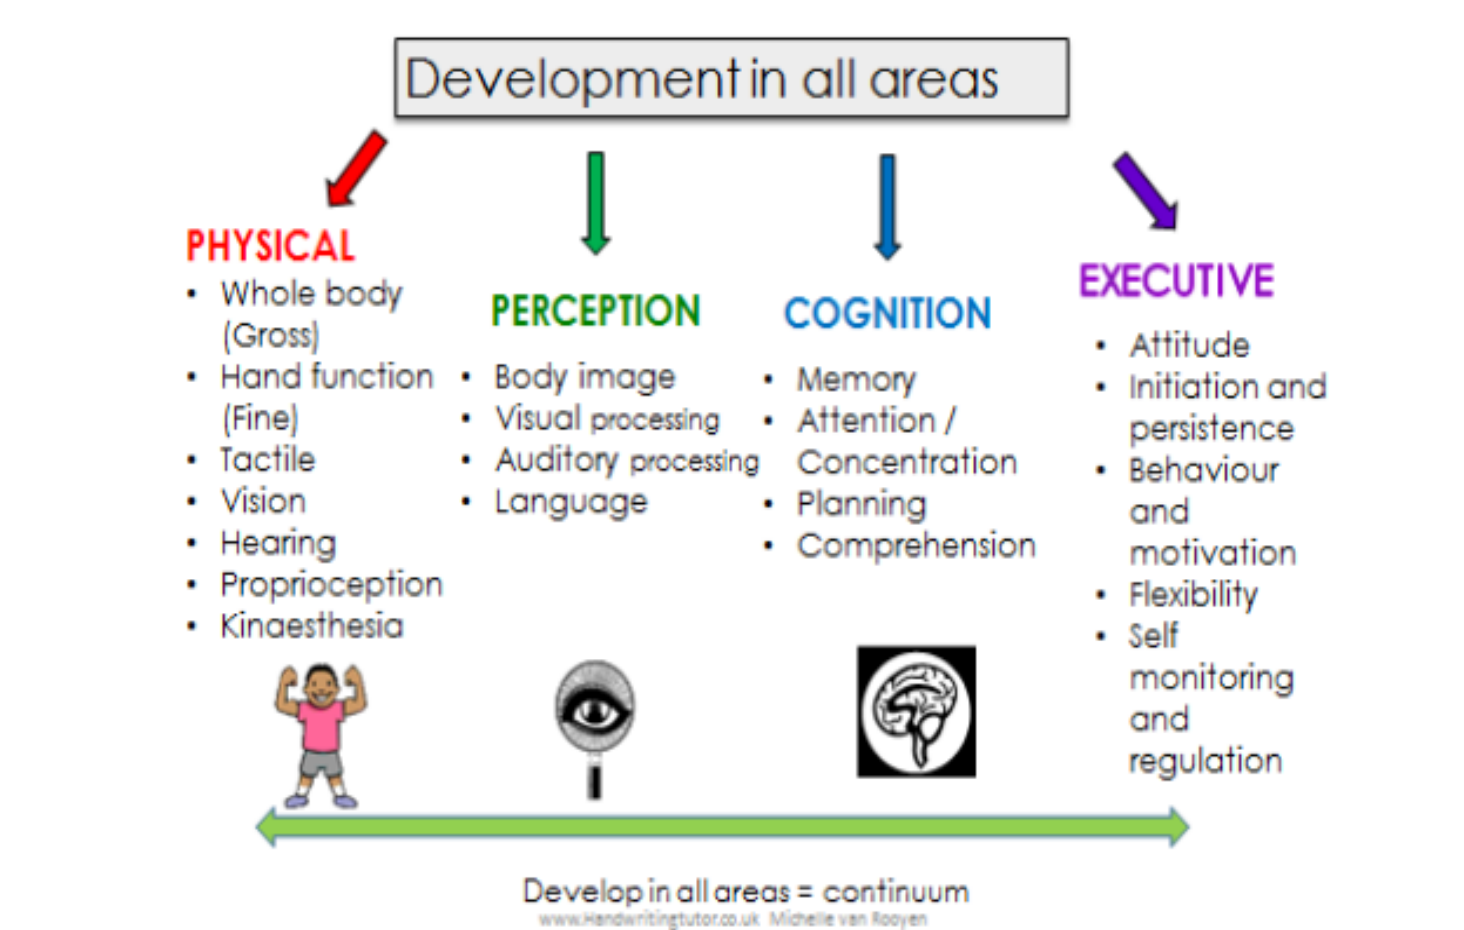 Development in all areas
PHYSICAL
• Whole body
(Gross)
• Hand function
(Fine)
• Tactile
• Vision
• Hearing
• Proprioception
• Kinaesthesia
PERCEPTION
• Body image
• Visual processing
• Auditory processing
• Language
COGNITION
• Memory
• Attention /
Concentration
• Planning
• Comprehension
EXECUTIVE
• Attitude
• Initiation and
persistence
• Behaviour
and
motivation
• Flexibility
• Self
monitoring
and
regulation
Develop in all areas = continuum
www.Handwritingtutor.co.uk Michelle van Rooyen